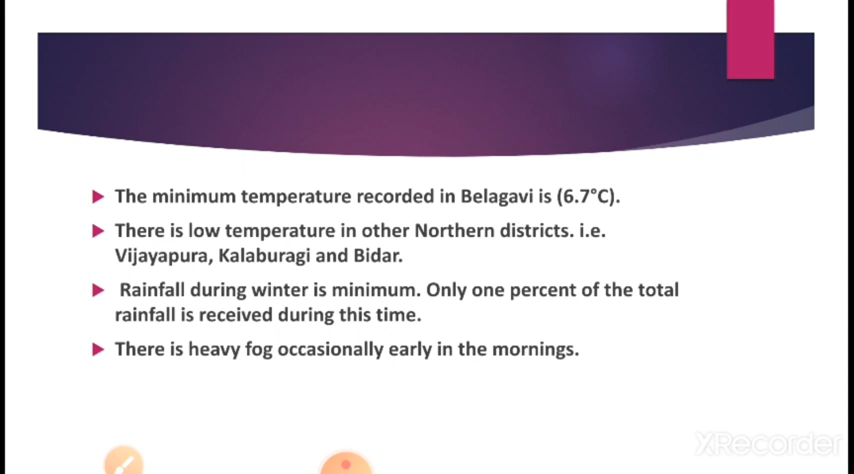 The minimum temperature recorded in Belagavi is (6.7°C).
There is low temperature in other Northern districts. i.e.
Vijayapura, Kalaburagi and Bidar.
Rainfall during winter is minimum. Only one percent of the total
rainfall is received during this time.
There is heavy fog occasionally early in the mornings.
XRecorder